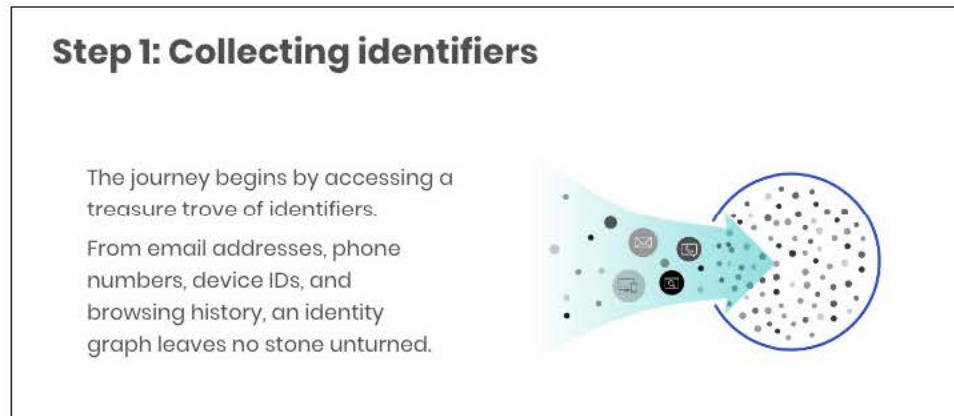 Step 1: Collecting identifiers
The journey begins by accessing a
treasure trove of identifiers.
From email addresses, phone
numbers, device IDs, and
browsing history, an identity
graph leaves no stone unturned.